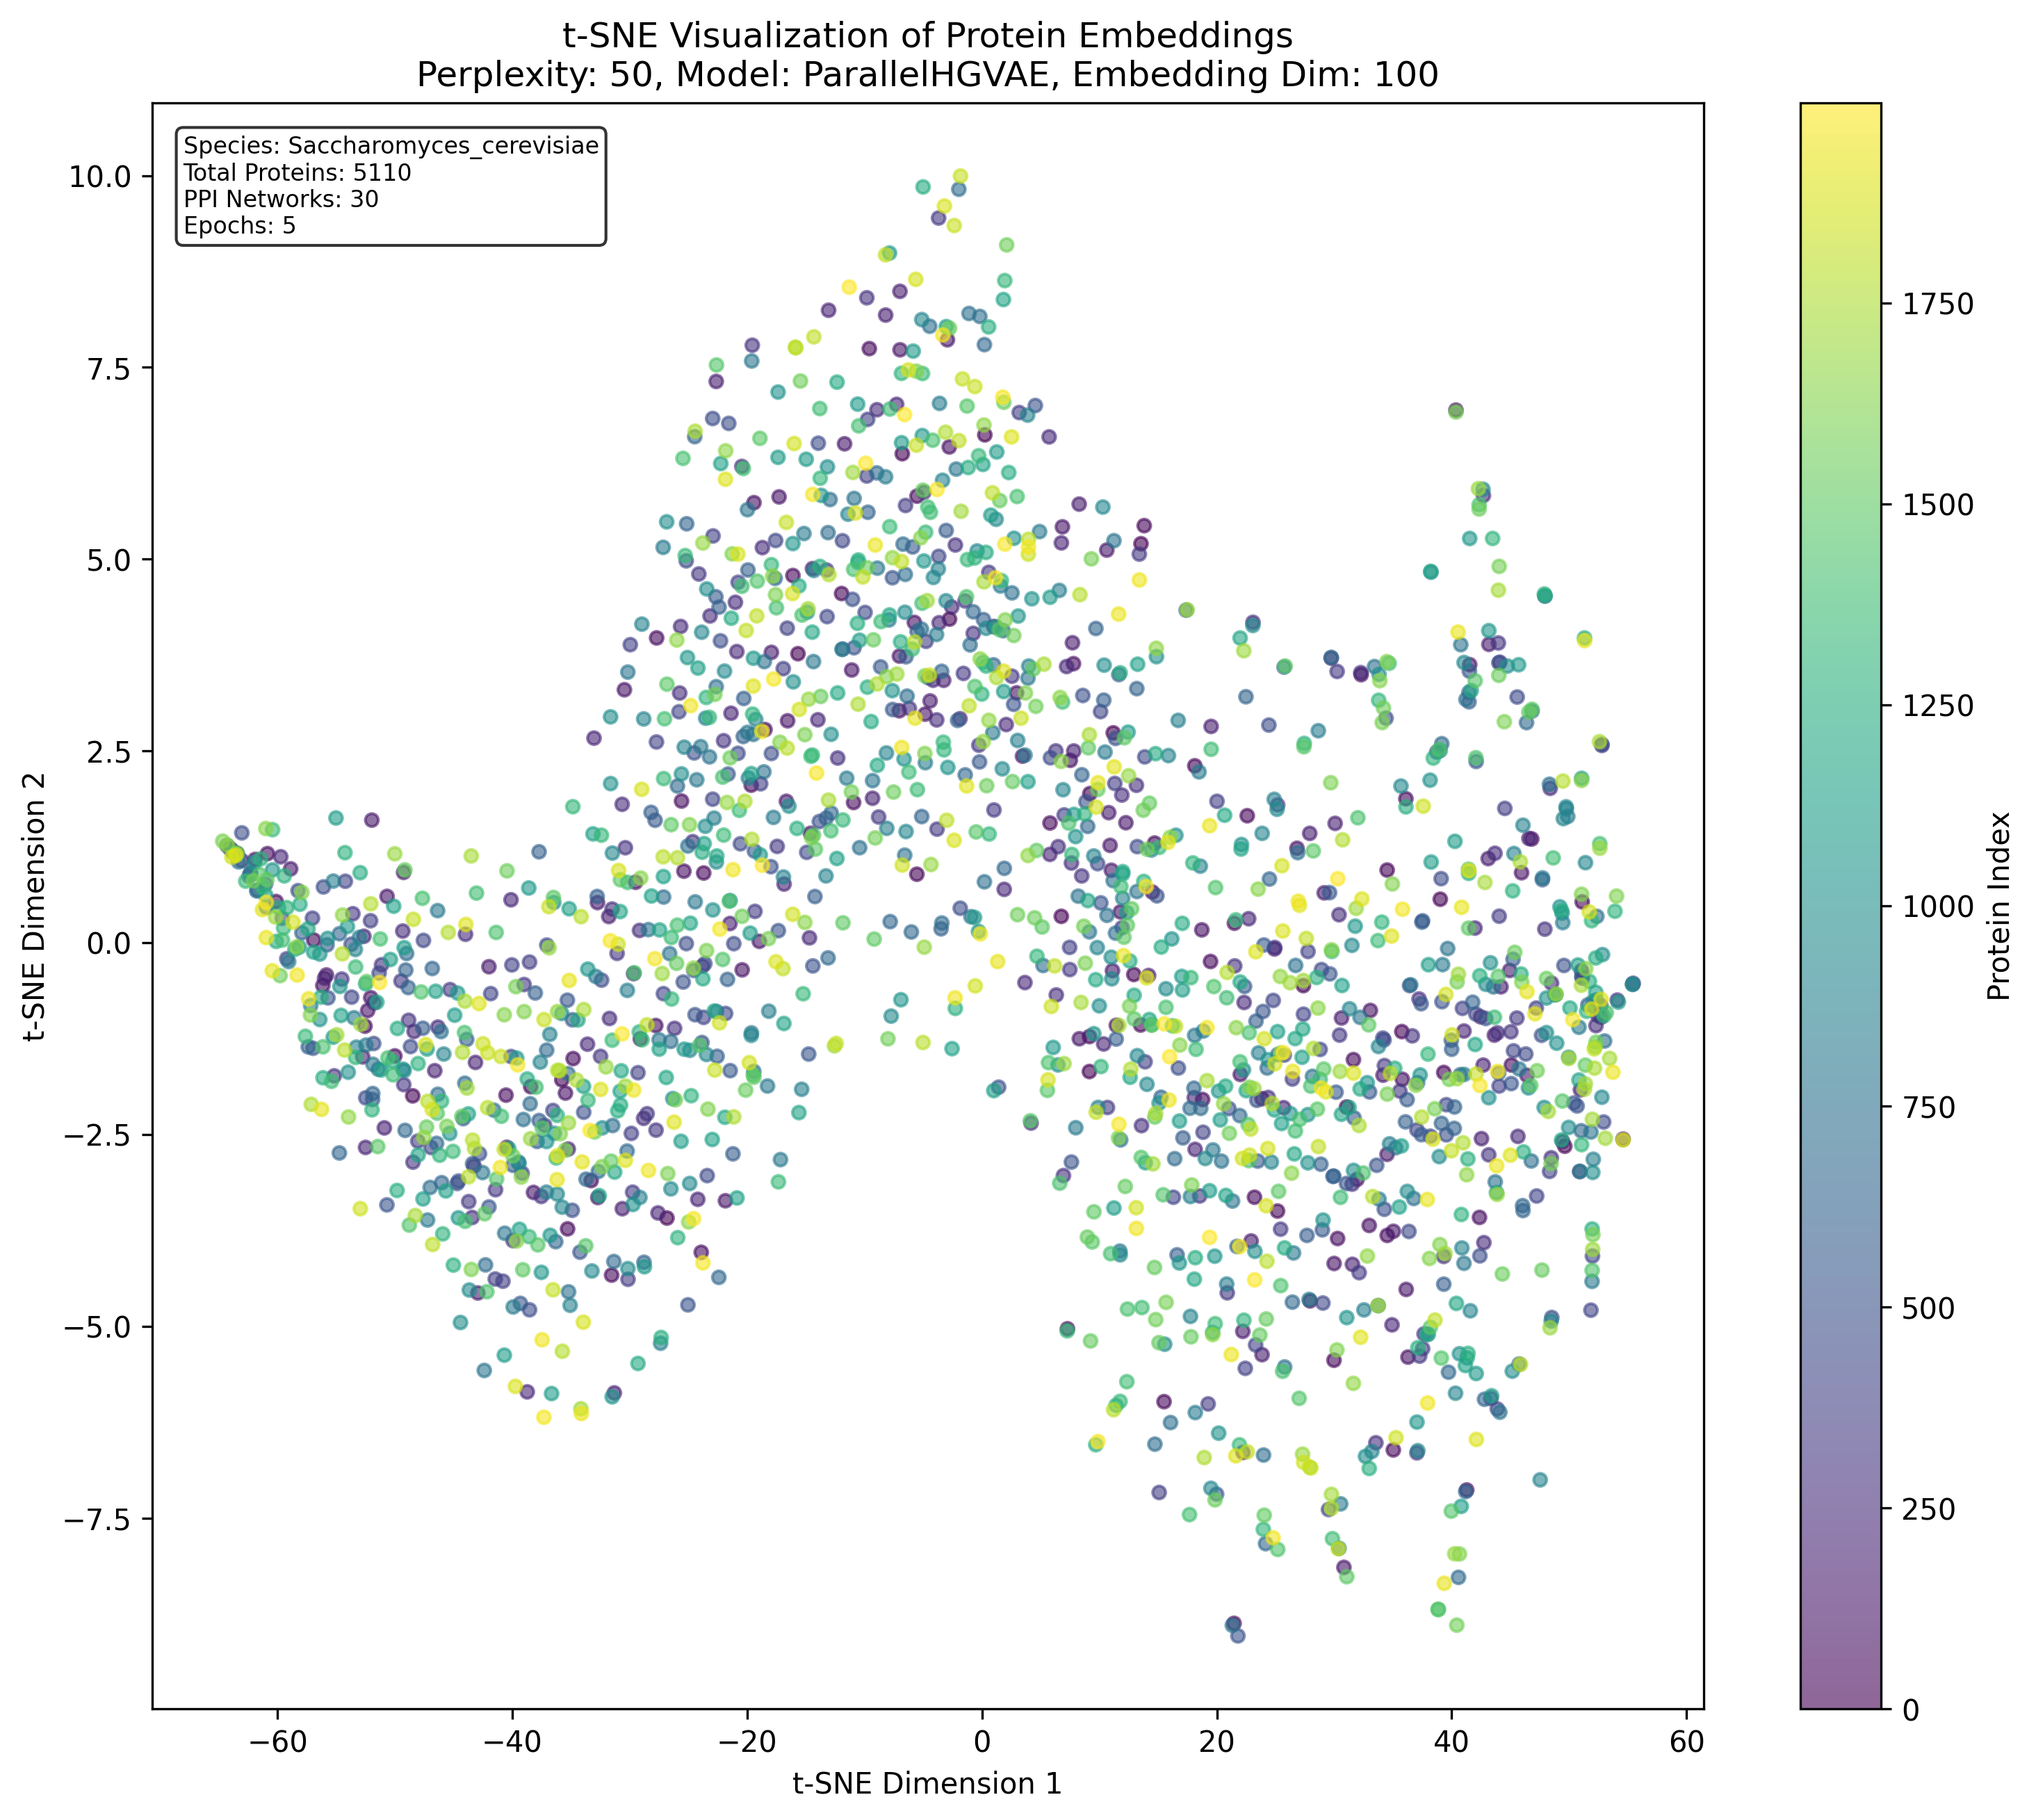 t-SNE Visualization of Protein Embeddings
Perplexity: 50, Model: ParallelHGVAE, Embedding Dim: 100
Species: Saccharomyces_cerevisiae
Total Proteins: 5110
PPI Networks: 30
Epochs: 5
10.0
7.5
5.0
2.5
0.0
−2.5
−5.0
−7.5
t-SNE Dimension 2
−60
−40
−20
0
20
40
60
t-SNE Dimension 1
1750
1500
1250
1000
750
500
250
0
Protein Index